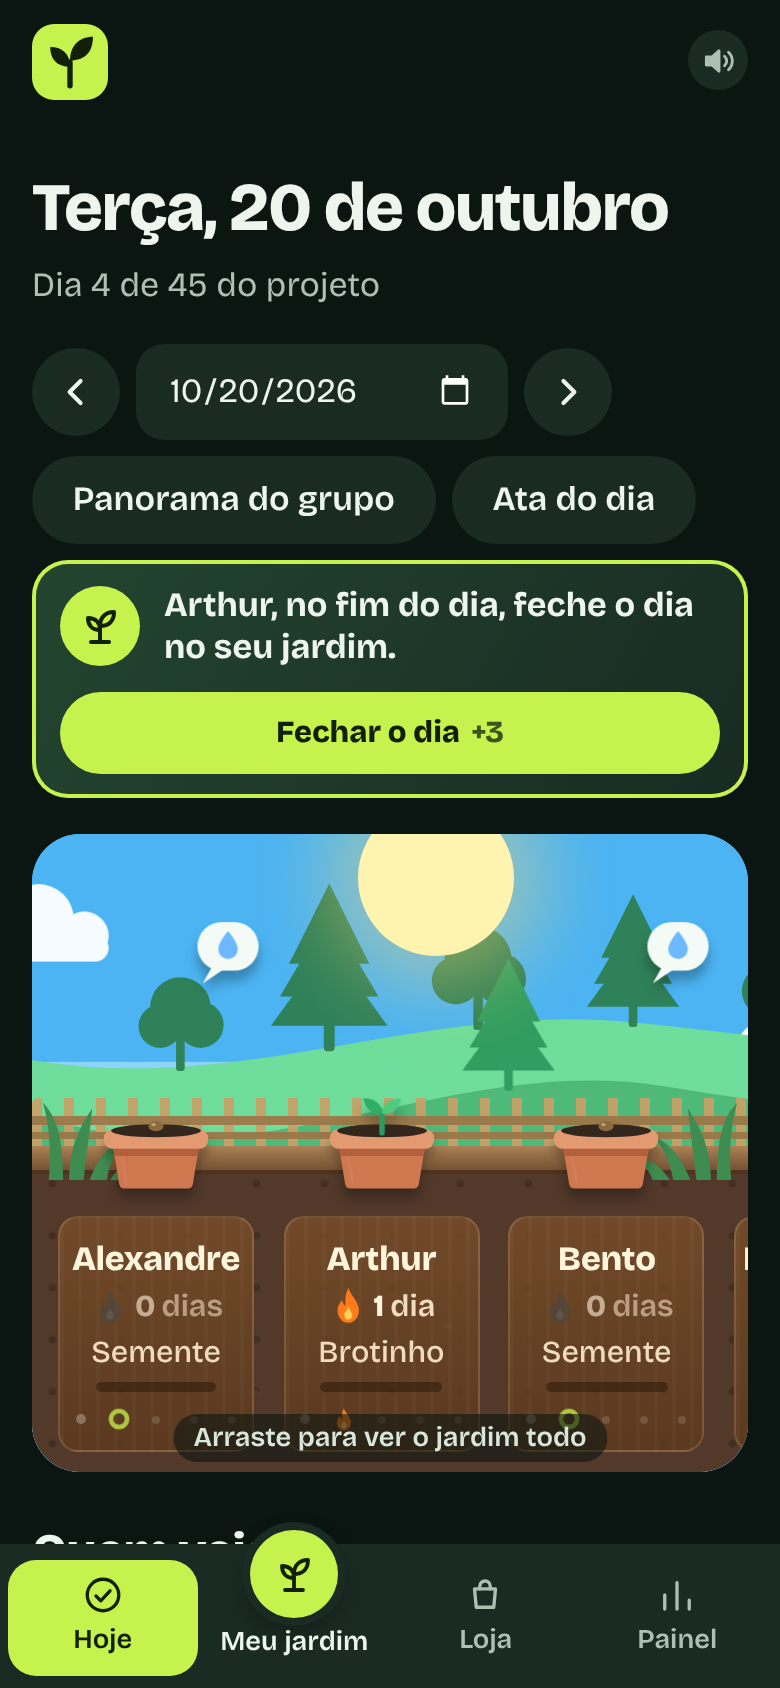 Terça, 20 de outubro
Dia 4 de 45 do projeto
10/20/2026
Panorama do grupo
Ata do dia
Arthur, no fim do dia, feche o dia
no seu jardim.
Fechar o dia +3
Alexandre
0 dias
Semente
Arthur
1 dia
Brotinho
Bento
0 dias
Semente
Arraste para ver o jardim todo
Hoje
Meu jardim
Loja
Painel